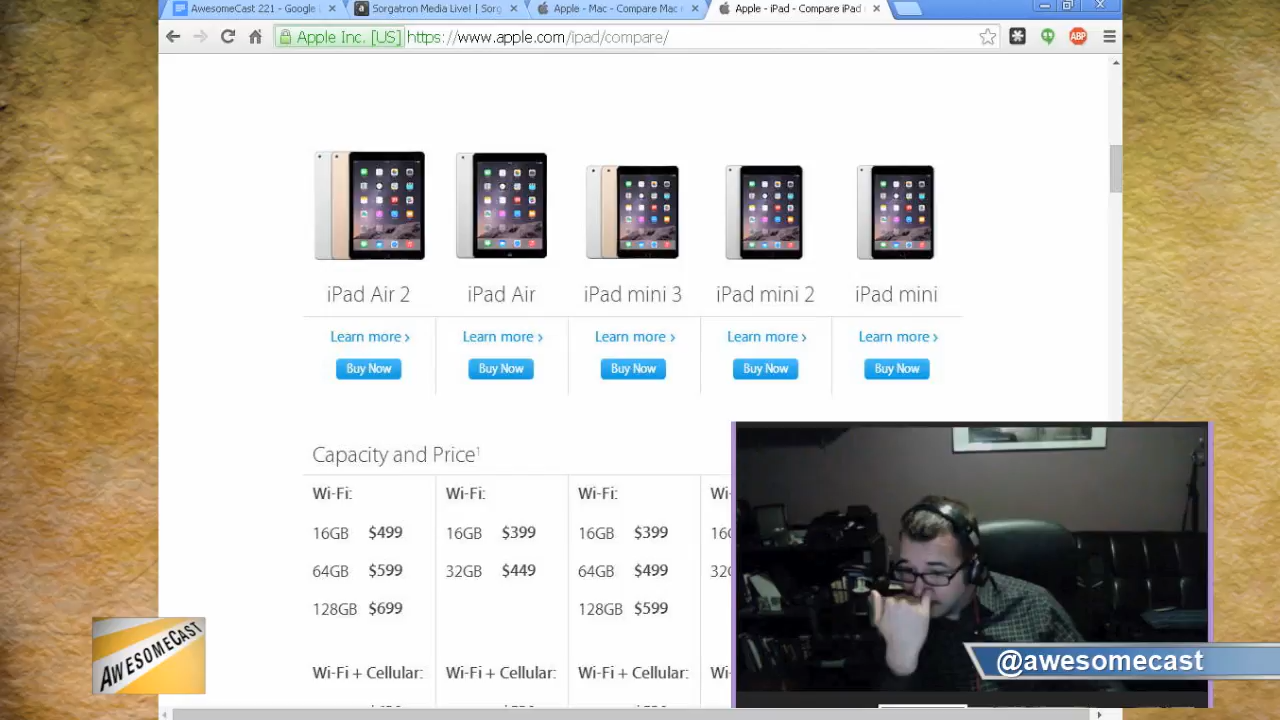 AwesomeCast 221 - Google
Sorgatron Media Live! | Sorg
Apple - Mac - Compare Mac
Apple - iPad - Compare iPad
Apple Inc. [US] https://www.apple.com/ipad/compare/
ABP
iPad Air 2 iPad Air iPad mini 3 iPad mini 2 iPad mini
Learn more › Learn more › Learn more › Learn more › Learn more ›
Buy Now Buy Now Buy Now Buy Now Buy Now
Capacity and Price1
Wi-Fi: Wi-Fi: Wi-Fi: Wi-
16GB $499 16GB $399 16GB $399
64GB $599 32GB $449 64GB $499
128GB $699 128GB $599
Wi-Fi + Cellular: Wi-Fi + Cellular: Wi-Fi + Cellular: Wi-
AWESOMECAST
@awesomecast